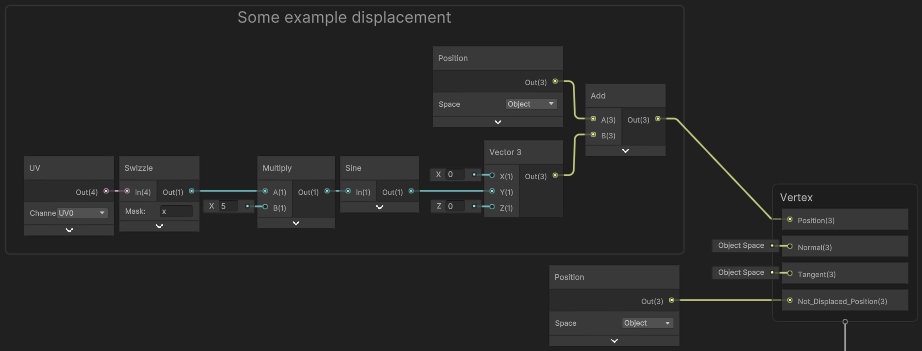 Some example displacement
Position
Out(3)
Space Object
Add
A(3) Out(3)
B(3)
UV
Out(4)
Channe UV0
Swizzle
In(4) Out(1)
Mask: x
Multiply
A(1) Out(1)
X 5 B(1)
Sine
In(1) Out(1)
Vector 3
X 0 X(1) Out(3)
Y(1)
Z 0 Z(1)
Vertex
Position(3)
Object Space Normal(3)
Object Space Tangent(3)
Not_Displaced_Position(3)
Position
Out(3)
Space Object